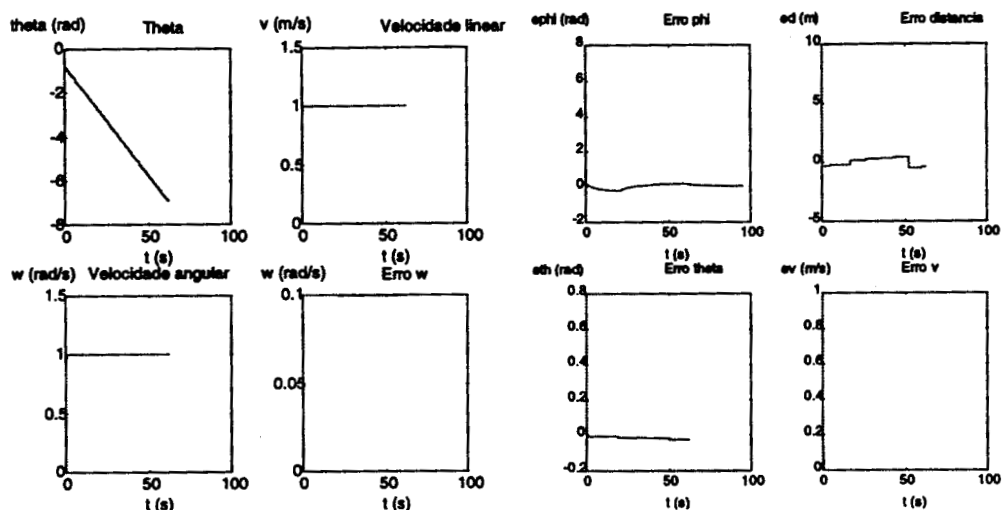 theta (rad) Theta
0
-2
-4
-6
-8
0 50 100
t (s)
v (m/s) Velocidade linear
1.5
1
0.5
0
0 50 100
t (s)
ephi (rad) Erro phi
8
6
4
2
0
-2
0 50 100
t (s)
ed (m) Erro distancia
10
5
0
-5
0 50 100
t (s)
w (rad/s) Velocidade angular
1.5
1
0.5
0
0 50 100
t (s)
w (rad/s) Erro w
0.1
0.05
0
0 50 100
t (s)
eth (rad) Erro theta
0.8
0.6
0.4
0.2
0
-0.2
0 50 100
t (s)
ev (m/s) Erro v
1
0.8
0.6
0.4
0.2
0
0 50 100
t (s)